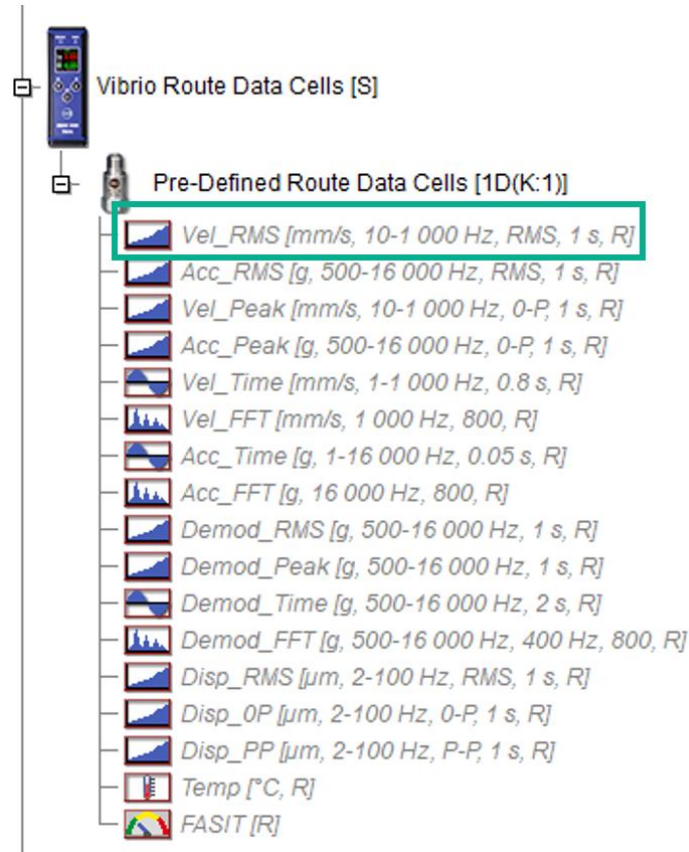 Vibrio Route Data Cells [S]
Pre-Defined Route Data Cells [1D(K:1)]
Vel_RMS [mm/s, 10-1 000 Hz, RMS, 1 s, R]
Acc_RMS [g, 500-16 000 Hz, RMS, 1 s, R]
Vel_Peak [mm/s, 10-1 000 Hz, 0-P, 1 s, R]
Acc_Peak [g, 500-16 000 Hz, 0-P, 1 s, R]
Vel_Time [mm/s, 1-1 000 Hz, 0.8 s, R]
Vel_FFT [mm/s, 1 000 Hz, 800, R]
Acc_Time [g, 1-16 000 Hz, 0.05 s, R]
Acc_FFT [g, 16 000 Hz, 800, R]
Demod_RMS [g, 500-16 000 Hz, 1 s, R]
Demod_Peak [g, 500-16 000 Hz, 1 s, R]
Demod_Time [g, 500-16 000 Hz, 2 s, R]
Demod_FFT [g, 500-16 000 Hz, 400 Hz, 800, R]
Disp_RMS [µm, 2-100 Hz, RMS, 1 s, R]
Disp_0P [µm, 2-100 Hz, 0-P, 1 s, R]
Disp_PP [µm, 2-100 Hz, P-P, 1 s, R]
Temp [°C, R]
FASIT [R]